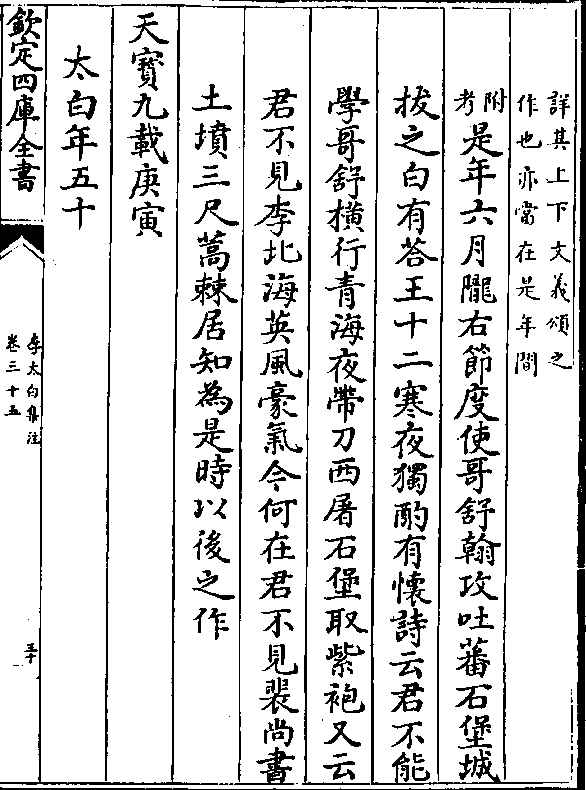 詳其上下文義頌之
作也亦當在是年間
附考是年六月隴右節度使哥舒翰攻吐蕃石堡城
拔之白有荅王十二寒夜獨酌有懷詩云君不能
學哥舒橫行青海夜帶刀西屠石堡取紫袍又云
君不見李北海英風豪氣今何在君不見裴尚書
土墳三尺蒿棘居知為是時以後之作
天寶九載庚寅
太白年五十
欽定四庫全書
李太白集注
卷三十五
五十